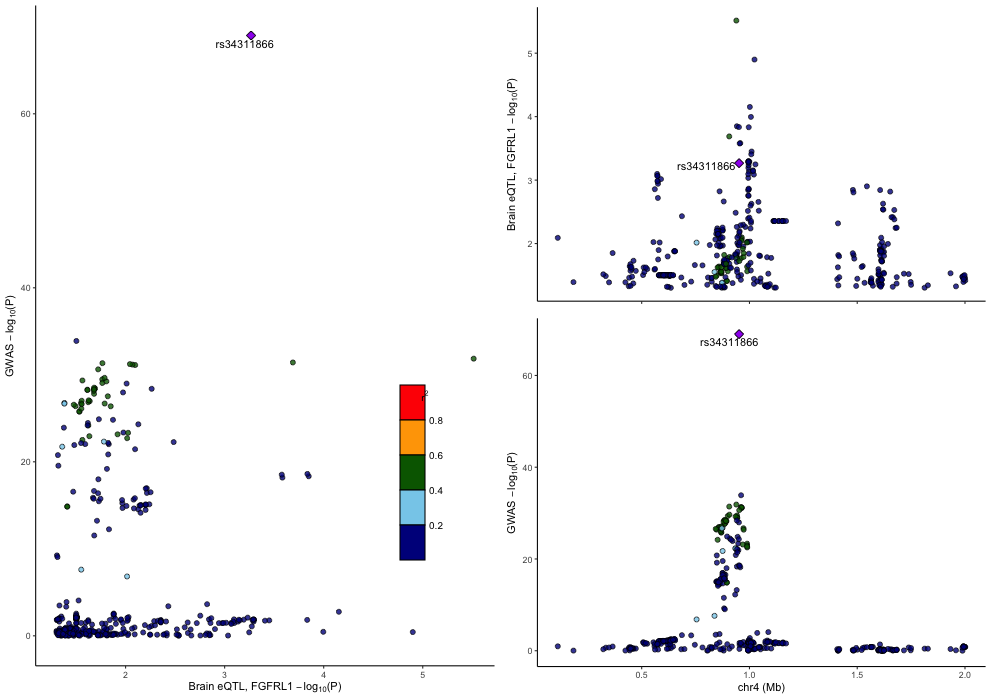 rs34311866
60
40
20
0
GWAS −log10(P)
2
3
4
5
Brain eQTL, FGFRL1 −log10(P)
r2
0.8
0.6
0.4
0.2
5
4
3
2
Brain eQTL, FGFRL1 −log10(P)
rs34311866
rs34311866
60
40
20
0
GWAS −log10(P)
0.5
1.0
1.5
2.0
chr4 (Mb)